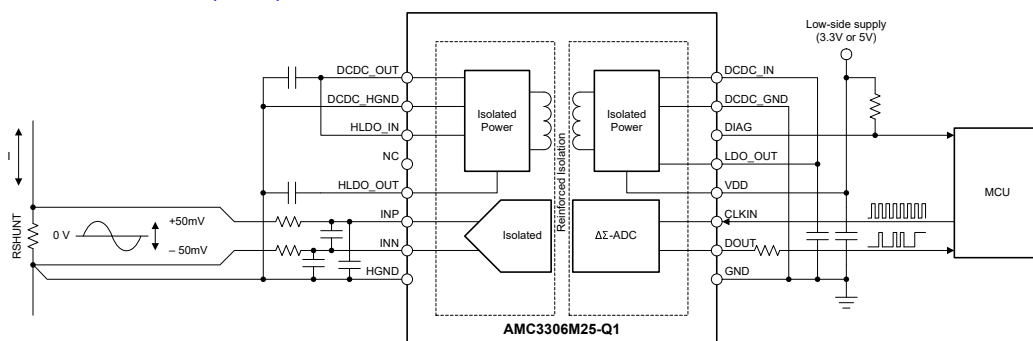 Low-side supply
(3.3V or 5V)
DCDC_OUT
DCDC_HGND
HLDO_IN
NC
HLDO_OUT
INP
INN
HGND
Isolated
Power
Reinforced Isolation
Isolated
Power
Isolated
ΔΣ-ADC
DCDC_IN
DCDC_GND
DIAG
LDO_OUT
VDD
CLKIN
DOUT
GND
MCU
I
RSHUNT
0 V
+50mV
– 50mV
AMC3306M25-Q1